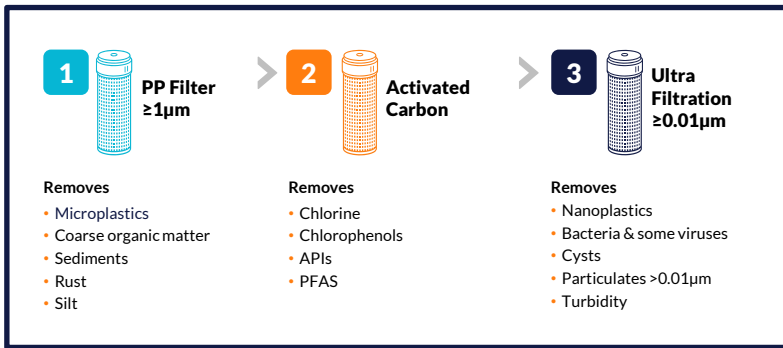 1
PP Filter
≥1µm
Removes
• Microplastics
• Coarse organic matter
• Sediments
• Rust
• Silt
2
Activated
Carbon
Removes
• Chlorine
• Chlorophenols
• APIs
• PFAS
3
Ultra
Filtration
≥0.01µm
Removes
• Nanoplastics
• Bacteria & some viruses
• Cysts
• Particulates >0.01µm
• Turbidity